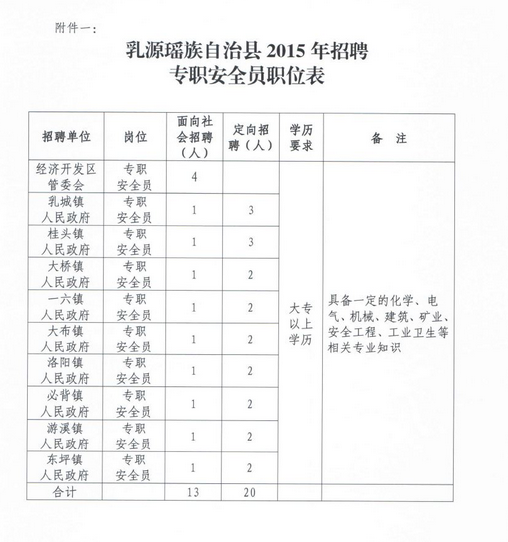 附件一：
乳源瑶族自治县 2015 年招聘
专职安全员职位表
招聘单位 岗位 面向社会招聘（人） 定向招聘（人） 学历要求 备 注
经济开发区管委会 专职安全员 4
乳城镇人民政府 专职安全员 1 3
桂头镇人民政府 专职安全员 1 3
大桥镇人民政府 专职安全员 1 2
一六镇人民政府 专职安全员 1 2
大布镇人民政府 专职安全员 1 2
洛阳镇人民政府 专职安全员 1 2
必背镇人民政府 专职安全员 1 2
游溪镇人民政府 专职安全员 1 2
东坪镇人民政府 专职安全员 1 2
大专以上学历
具备一定的化学、电
气、机械、建筑、矿业、
安全工程、工业卫生等
相关专业知识
合计 13 20